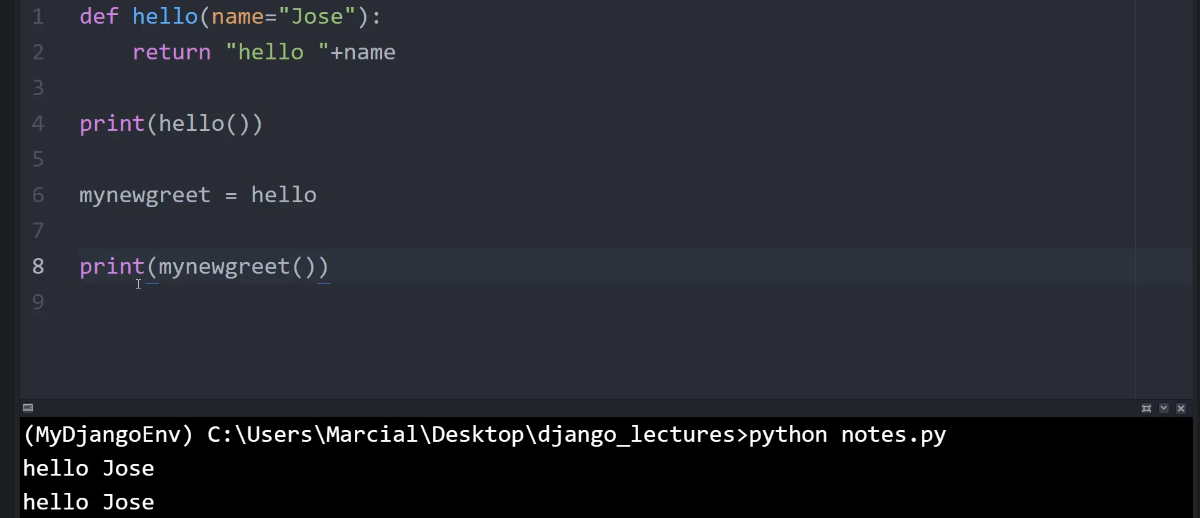 1 def hello(name="Jose"):
2     return "hello "+name
3
4 print(hello())
5
6 mynewgreet = hello
7
8 print(mynewgreet())
9
(MyDjangoEnv) C:\Users\Marcial\Desktop\django_lectures>python notes.py
hello Jose
hello Jose